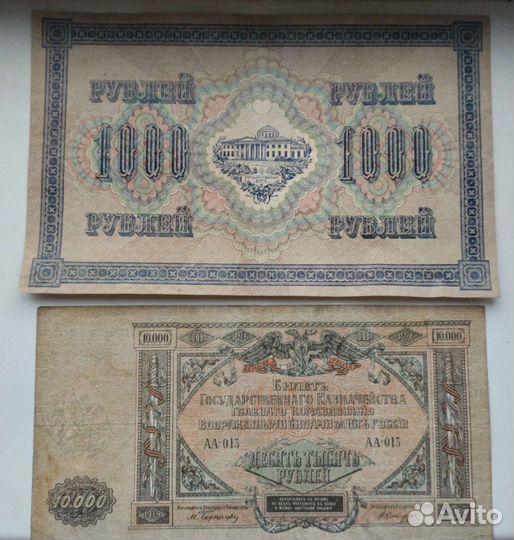 РУБЛЕЙ РУБЛЕЙ
1000 1000
РУБЛЕЙ РУБЛЕЙ
10.000 10.000
БИЛЕТЪ
ГОСУДАРСТВЕННАГО КАЗНАЧЕЙСТВА
ГЛАВНАГО КОМАНДОВАНІЯ
ВООРУЖЕННЫМИ СИЛАМИ НА ЮГѢ РОССІИ
АА-013 АА-013
ДЕСЯТЬ ТЫСЯЧЪ
РУБЛЕЙ
10.000
1919
Avito